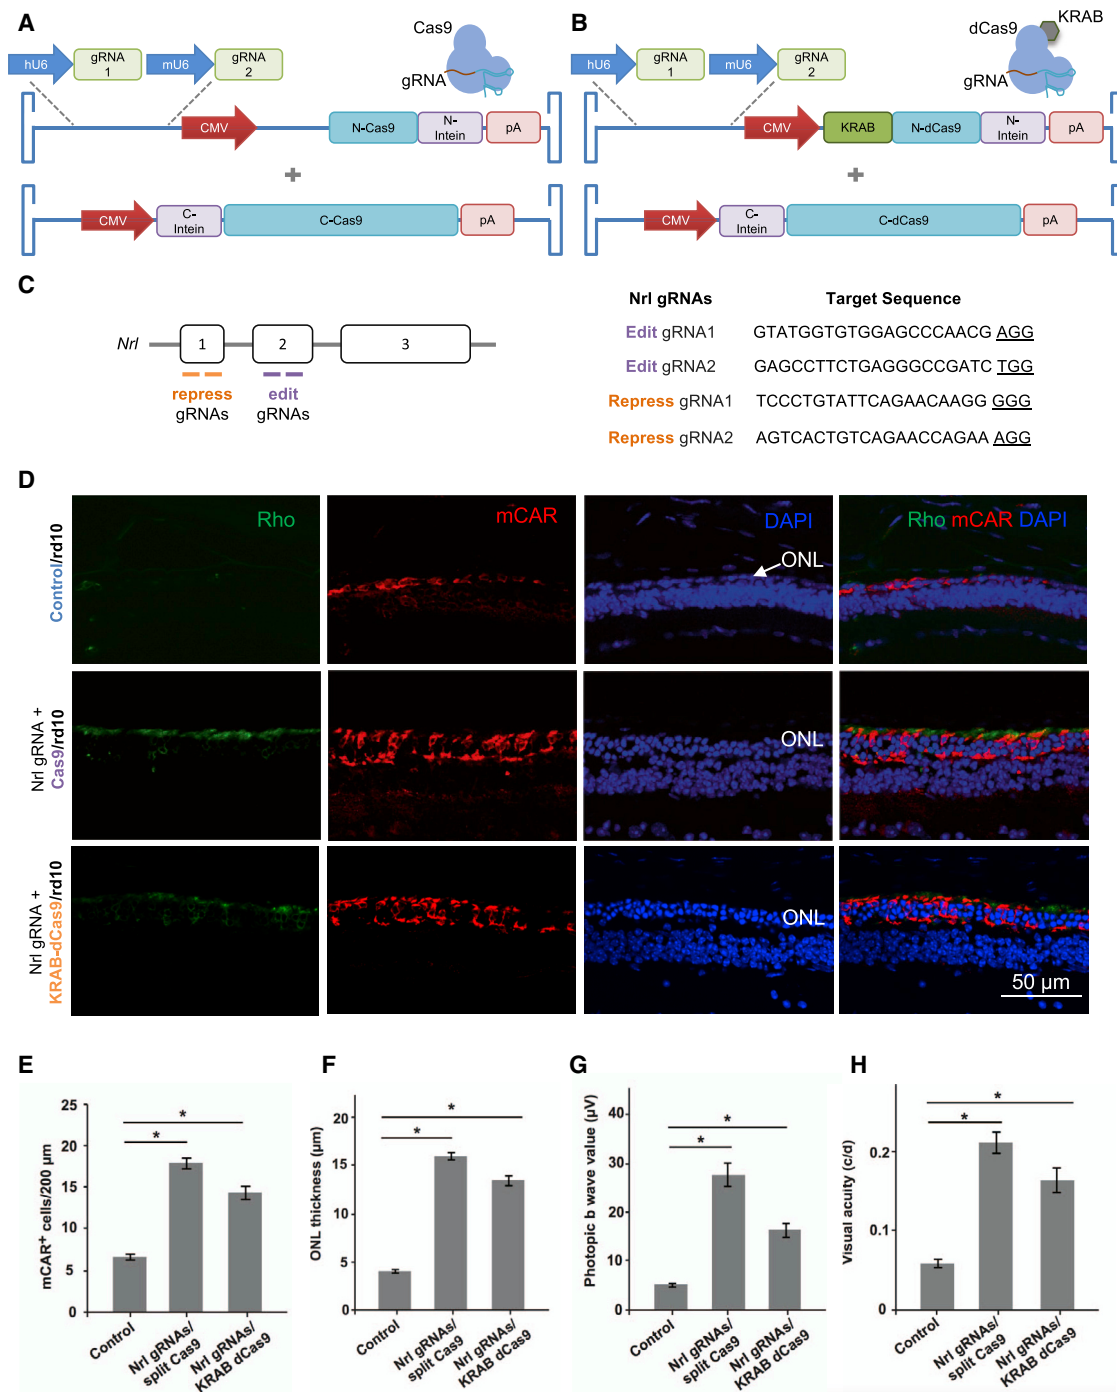 A
Cas9
gRNA
hU6
gRNA
1
mU6
gRNA
2
CMV
N-Cas9
N-
Intein
pA
+
CMV
C-
Intein
C-Cas9
pA
B
KRAB
dCas9
gRNA
hU6
gRNA
1
mU6
gRNA
2
CMV
KRAB
N-dCas9
N-
Intein
pA
+
CMV
C-
Intein
C-dCas9
pA
C
Nrl
1
2
3
repress
gRNAs
edit
gRNAs
Nrl gRNAs Target Sequence
Edit gRNA1 GTATGGTGTGGAGCCCAACG AGG
Edit gRNA2 GAGCCTTCTGAGGGCCGATC TGG
Repress gRNA1 TCCCTGTATTCAGAACAAGG GGG
Repress gRNA2 AGTCACTGTCAGAACCAGAA AGG
D
Control/rd10
Rho
mCAR
DAPI
ONL
Rho mCAR DAPI
Nrl gRNA +
Cas9/rd10
ONL
Nrl gRNA +
KRAB-dCas9/rd10
ONL
50 µm
E
mCAR+ cells/200 µm
25
20
15
10
5
0
*
*
Control
Nrl gRNAs/
split Cas9
Nrl gRNAs/
KRAB dCas9
F
ONL thickness (µm)
20
15
10
5
0
*
*
Control
Nrl gRNAs/
split Cas9
Nrl gRNAs/
KRAB dCas9
G
Photopic b wave value (µV)
40
30
20
10
0
*
*
Control
Nrl gRNAs/
split Cas9
Nrl gRNAs/
KRAB dCas9
H
Visual acuity (c/d)
0,2
0,1
0
*
*
Control
Nrl gRNAs/
split Cas9
Nrl gRNAs/
KRAB dCas9